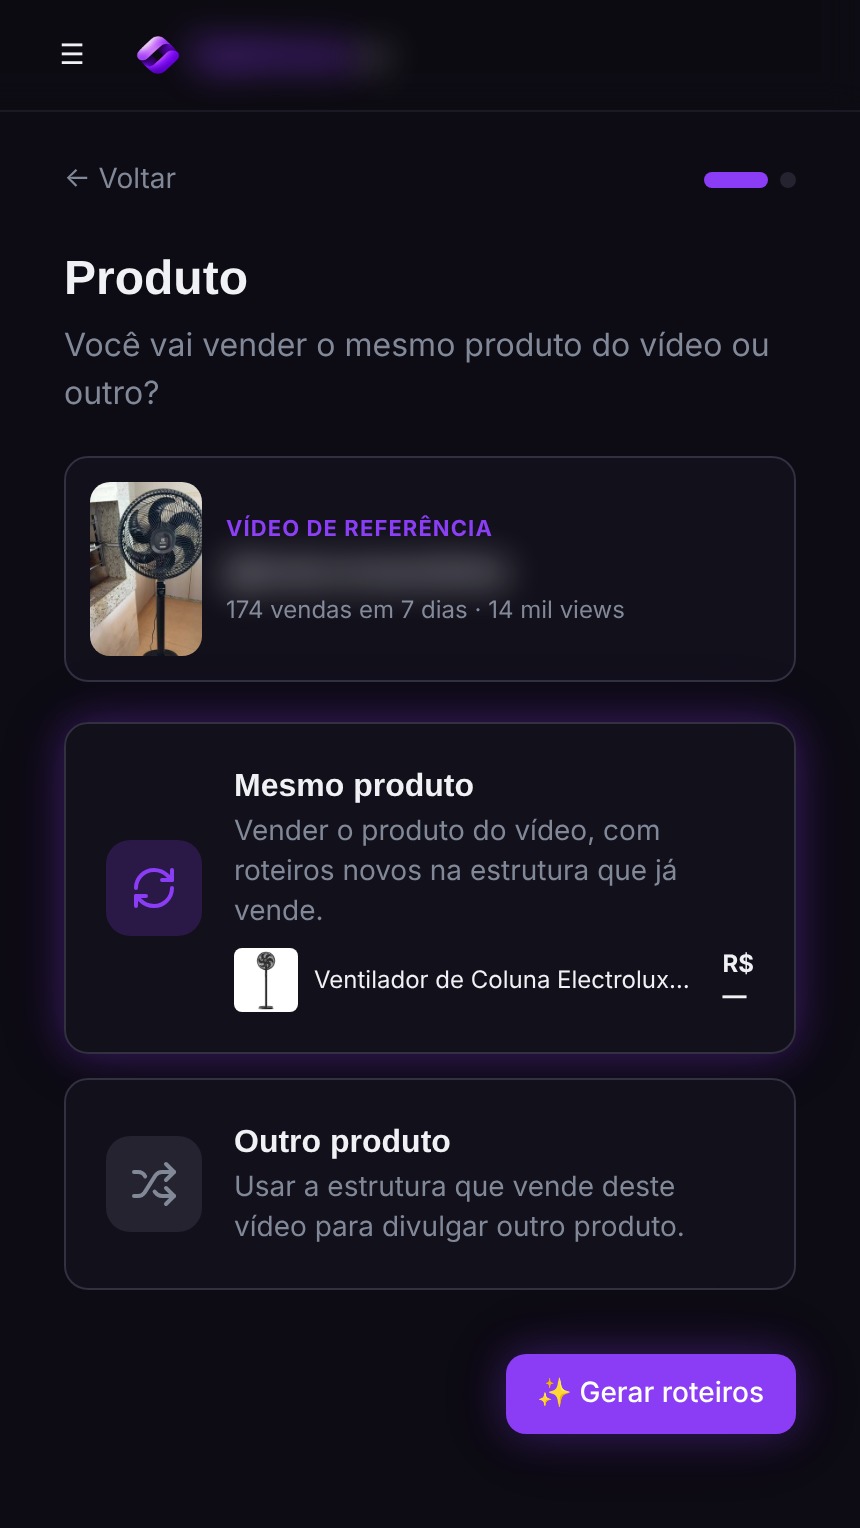 ← Voltar
Produto
Você vai vender o mesmo produto do vídeo ou
outro?
VÍDEO DE REFERÊNCIA
174 vendas em 7 dias · 14 mil views
Mesmo produto
Vender o produto do vídeo, com
roteiros novos na estrutura que já
vende.
Ventilador de Coluna Electrolux...
R$
—
Outro produto
Usar a estrutura que vende deste
vídeo para divulgar outro produto.
✨ Gerar roteiros